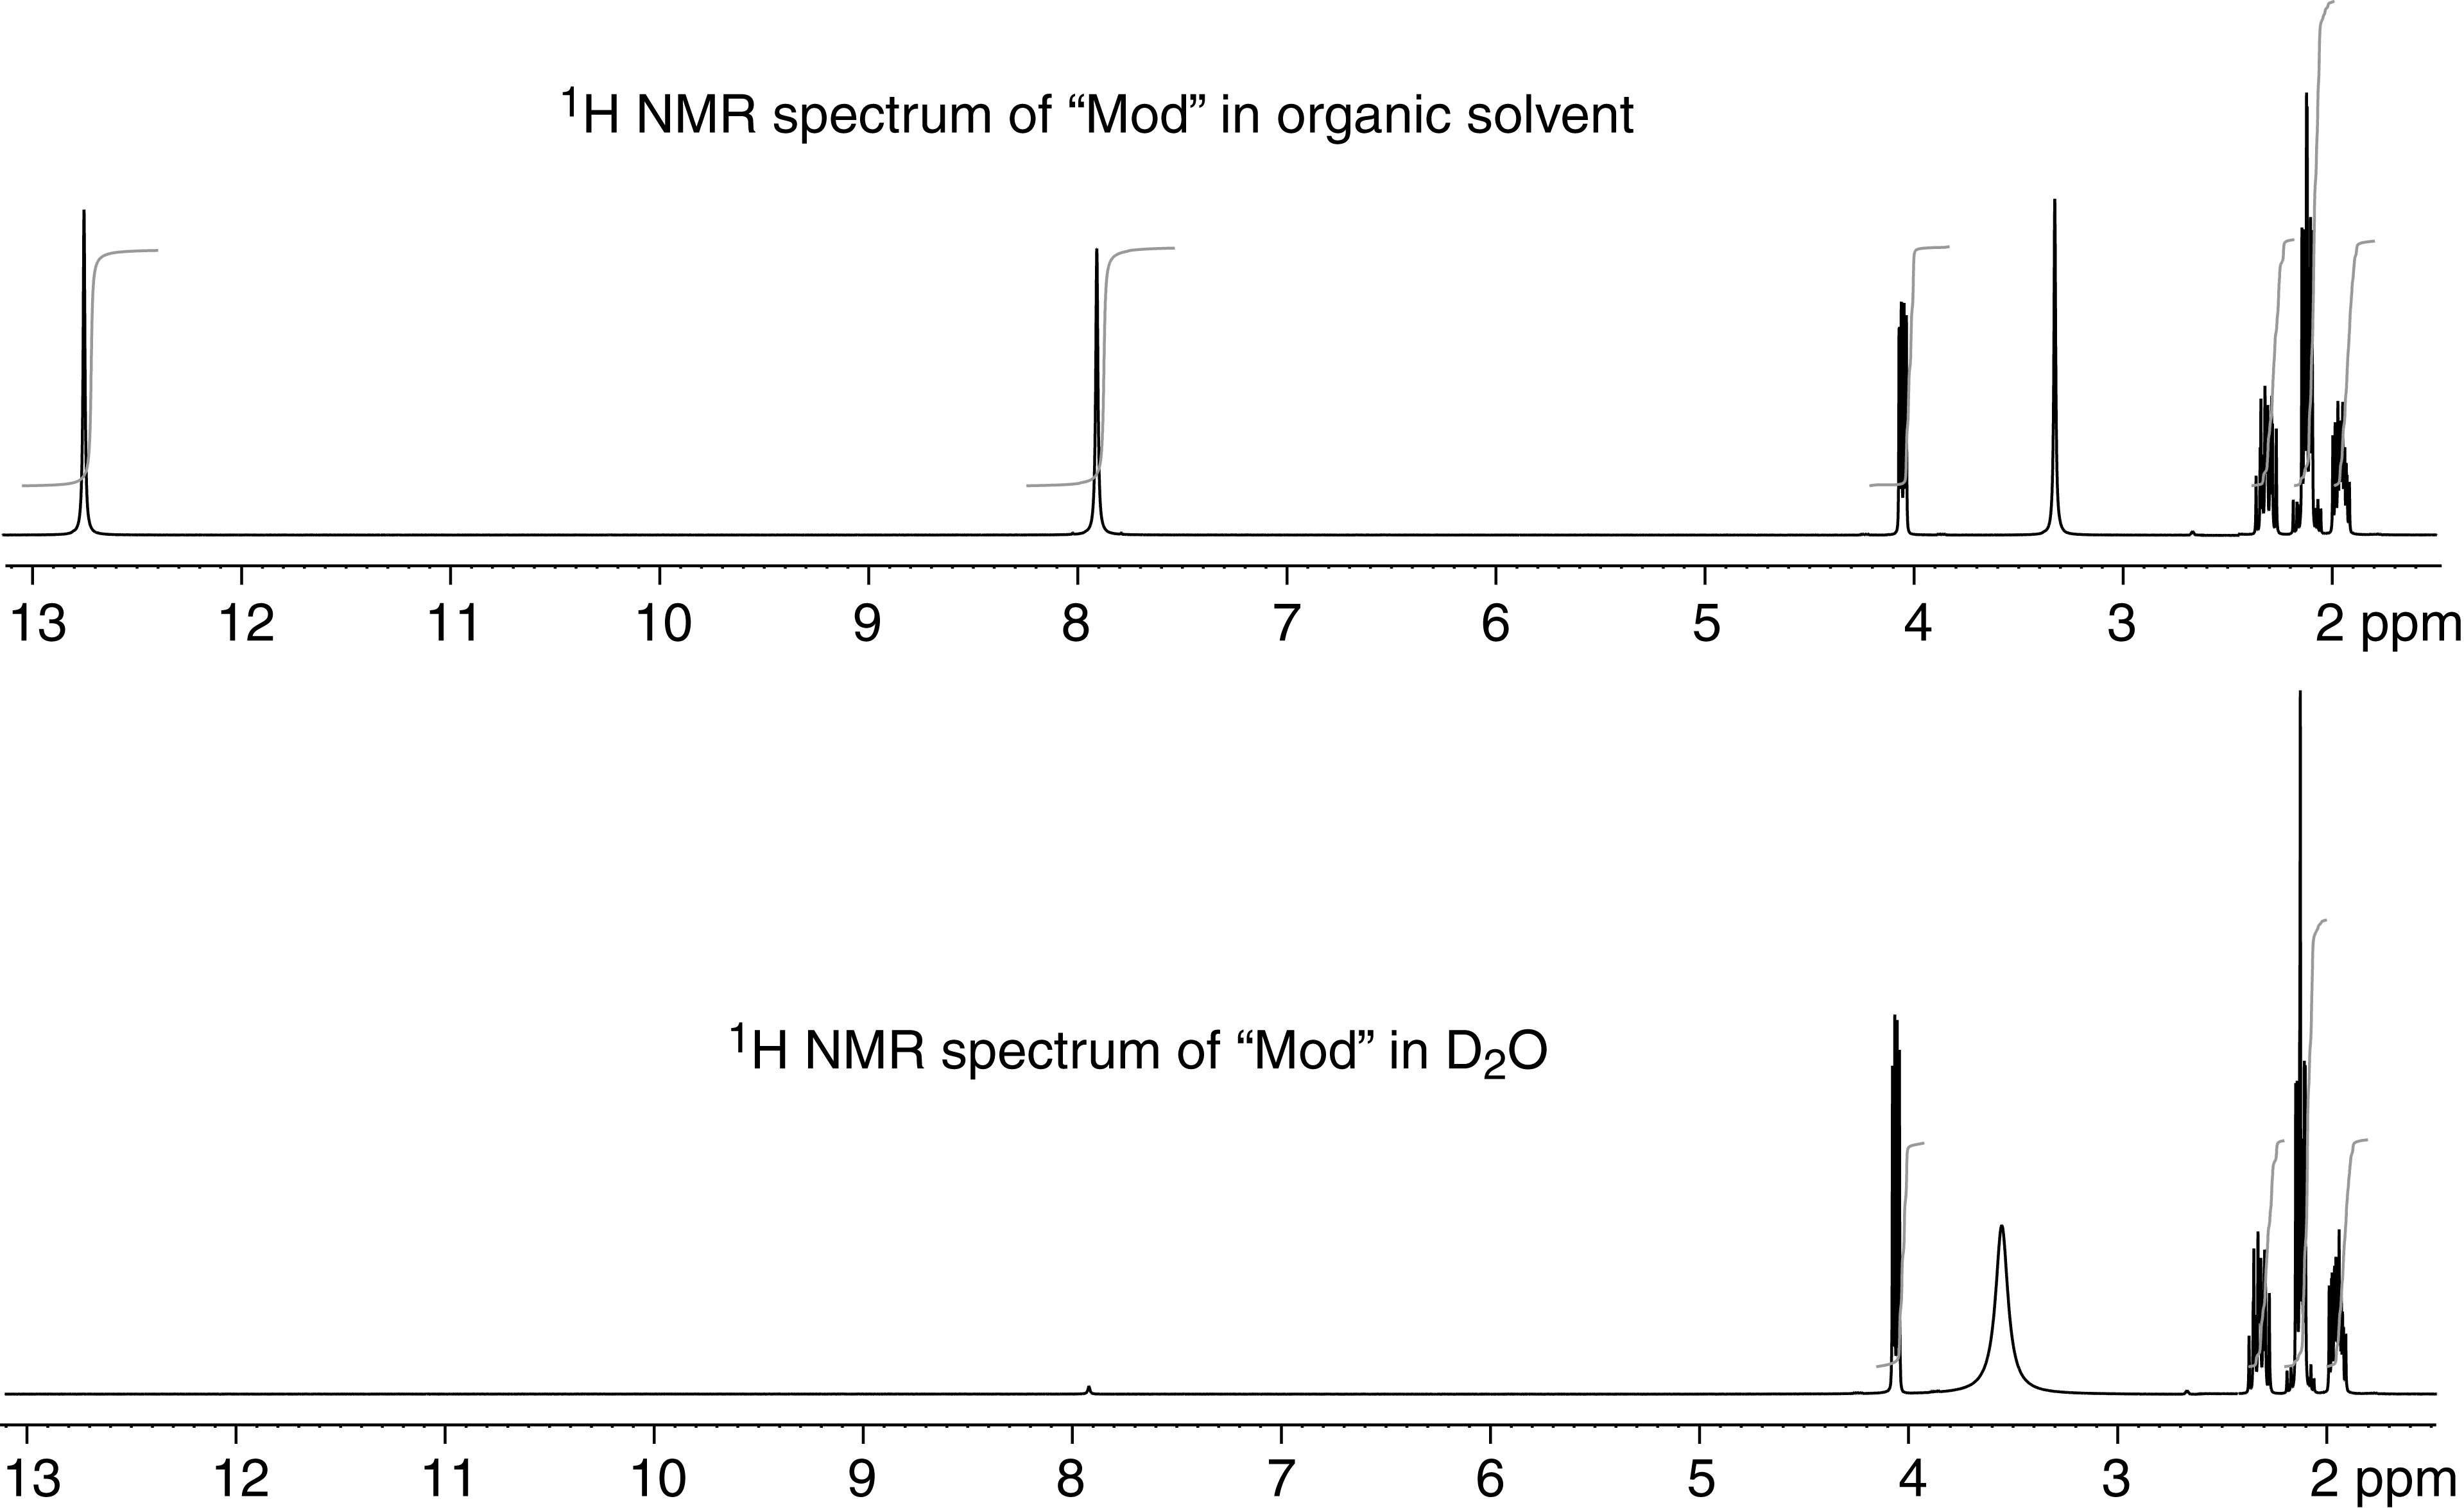 ¹H NMR spectrum of “Mod” in organic solvent
13 12 11 10 9 8 7 6 5 4 3 2 ppm
¹H NMR spectrum of “Mod” in D₂O
13 12 11 10 9 8 7 6 5 4 3 2 ppm